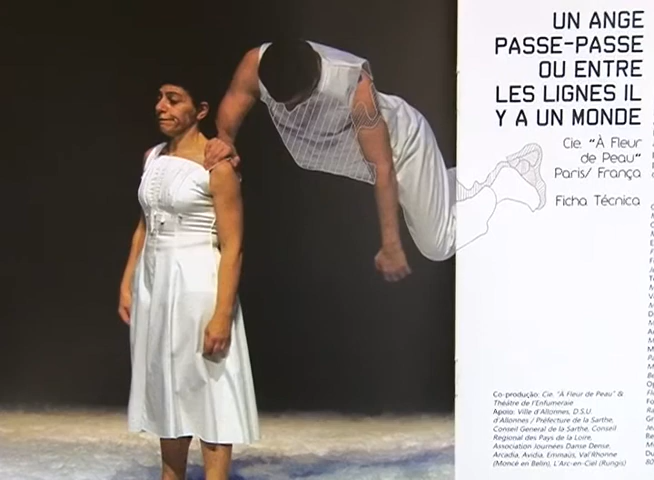 UN ANGE
PASSE-PASSE
OU ENTRE
LES LIGNES IL
Y A UN MONDE
Cie "À Fleur
de Peau"
Paris/ França
Ficha Técnica
Co-produção: Cie. "À Fleur de Peau" &
Théâtre de l'Enfumeraie
Apoio: Ville d'Allonnes, D.S.U.
d'Allonnes / Préfecture de la Sarthe,
Conseil General de la Sarthe, Conseil
Regional des Pays de la Loire,
Association Journées Danse Dense,
Arcadia, Avidia, Emmaüs, Val'Rhonne
(Moncé en Belin), L'Arc-en-Ciel (Rungis)